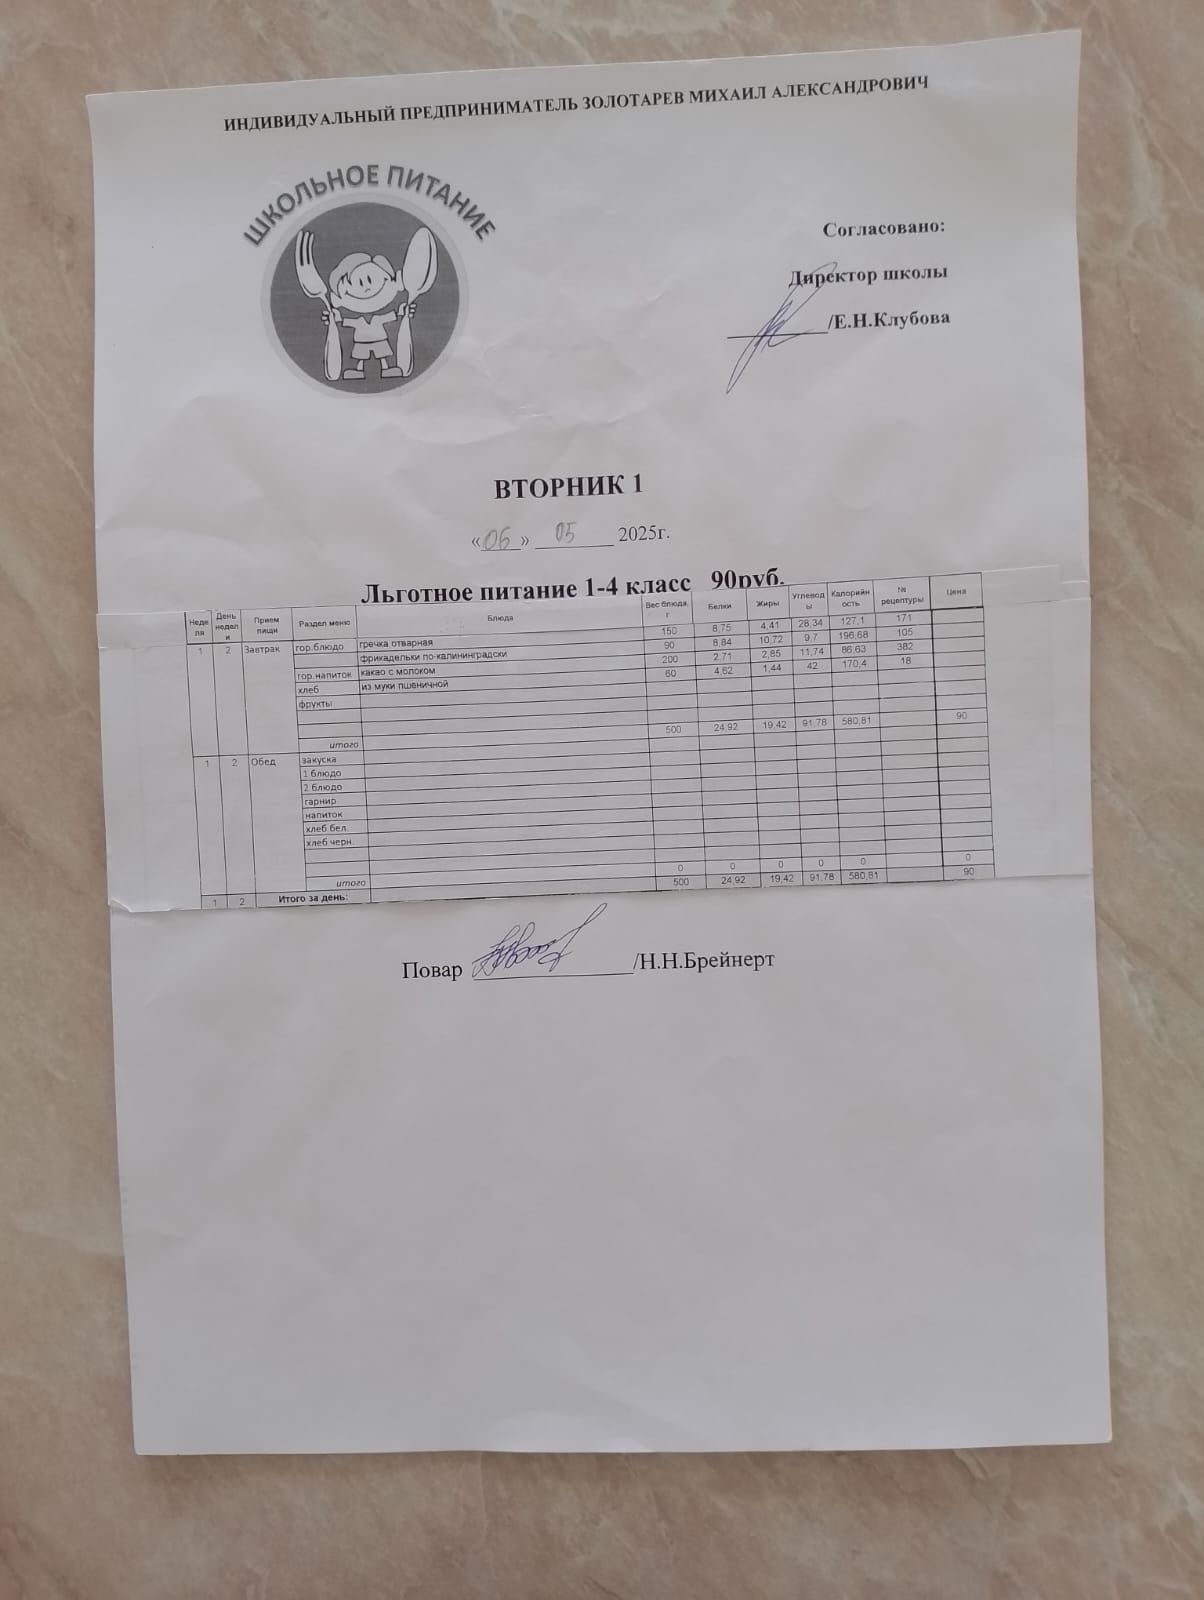 ИНДИВИДУАЛЬНЫЙ ПРЕДПРИНИМАТЕЛЬ ЗОЛОТАРЕВ МИХАИЛ АЛЕКСАНДРОВИЧ
ШКОЛЬНОЕ ПИТАНИЕ
Согласовано:
Директор школы
/Е.Н.Клубова
ВТОРНИК 1
«06» 05 2025г.
Льготное питание 1-4 класс 90руб.
Неделя День недели Прием пищи Раздел меню Блюда Вес блюда, г Белки Жиры Углеводы Калорийность № рецептуры Цена
1 2 Завтрак гор.блюдо гречка отварная 150 8,75 4,41 28,34 127,1 171
фрикадельки по-калининградски 90 8,84 10,72 9,7 196,68 105
гор.напиток какао с молоком 200 2,71 2,85 11,74 86,63 382
хлеб из муки пшеничной 60 4,62 1,44 42 170,4 18
фрукты
итого 500 24,92 19,42 91,78 580,81 90
1 2 Обед закуска
1 блюдо
2 блюдо
гарнир
напиток
хлеб бел.
хлеб черн.
итого 0 0 0 0 0 0
1 2 Итого за день: 500 24,92 19,42 91,78 580,81 90
Повар /Н.Н.Брейнерт